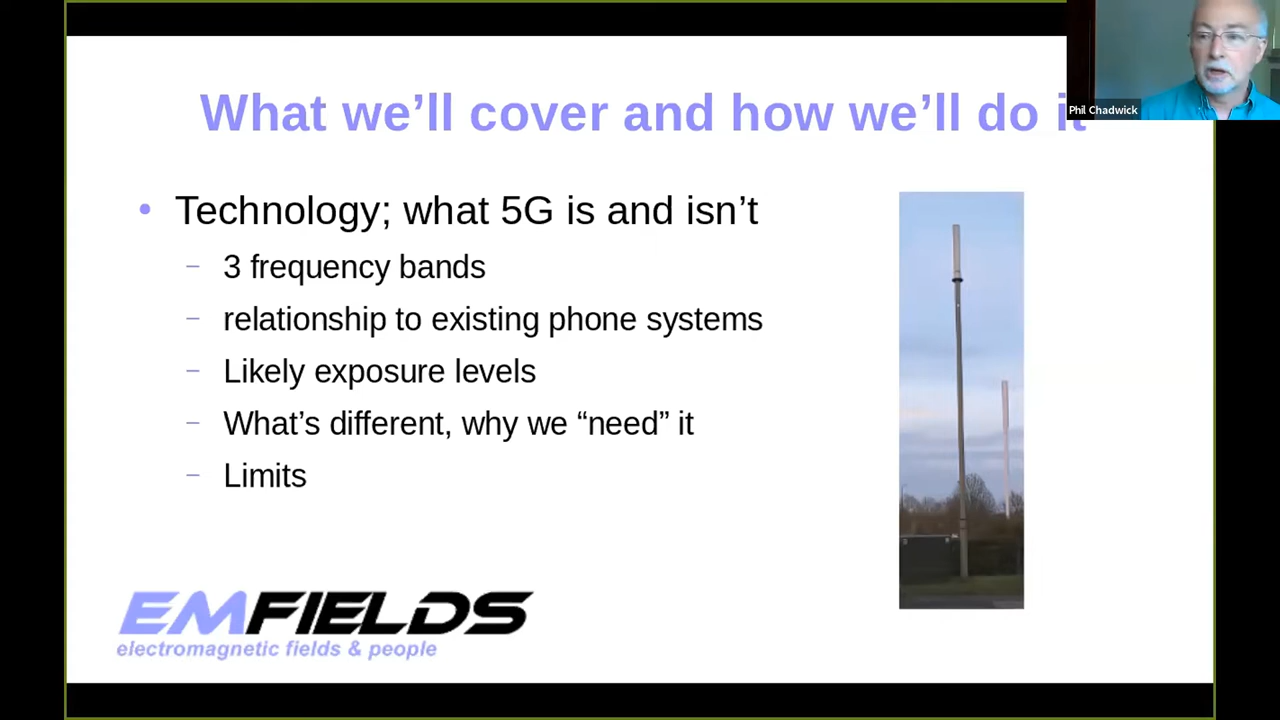 What we’ll cover and how we’ll do it
Phil Chadwick
• Technology; what 5G is and isn’t
– 3 frequency bands
– relationship to existing phone systems
– Likely exposure levels
– What’s different, why we “need” it
– Limits
EMFIELDS
electromagnetic fields & people